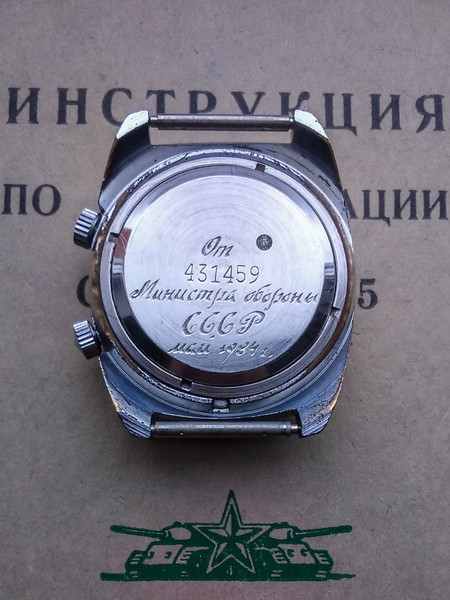 ИНСТРУКЦИЯ
ПО АЦИИ
С 5
От
431459
Министра обороны
СССР
май 1984 г.